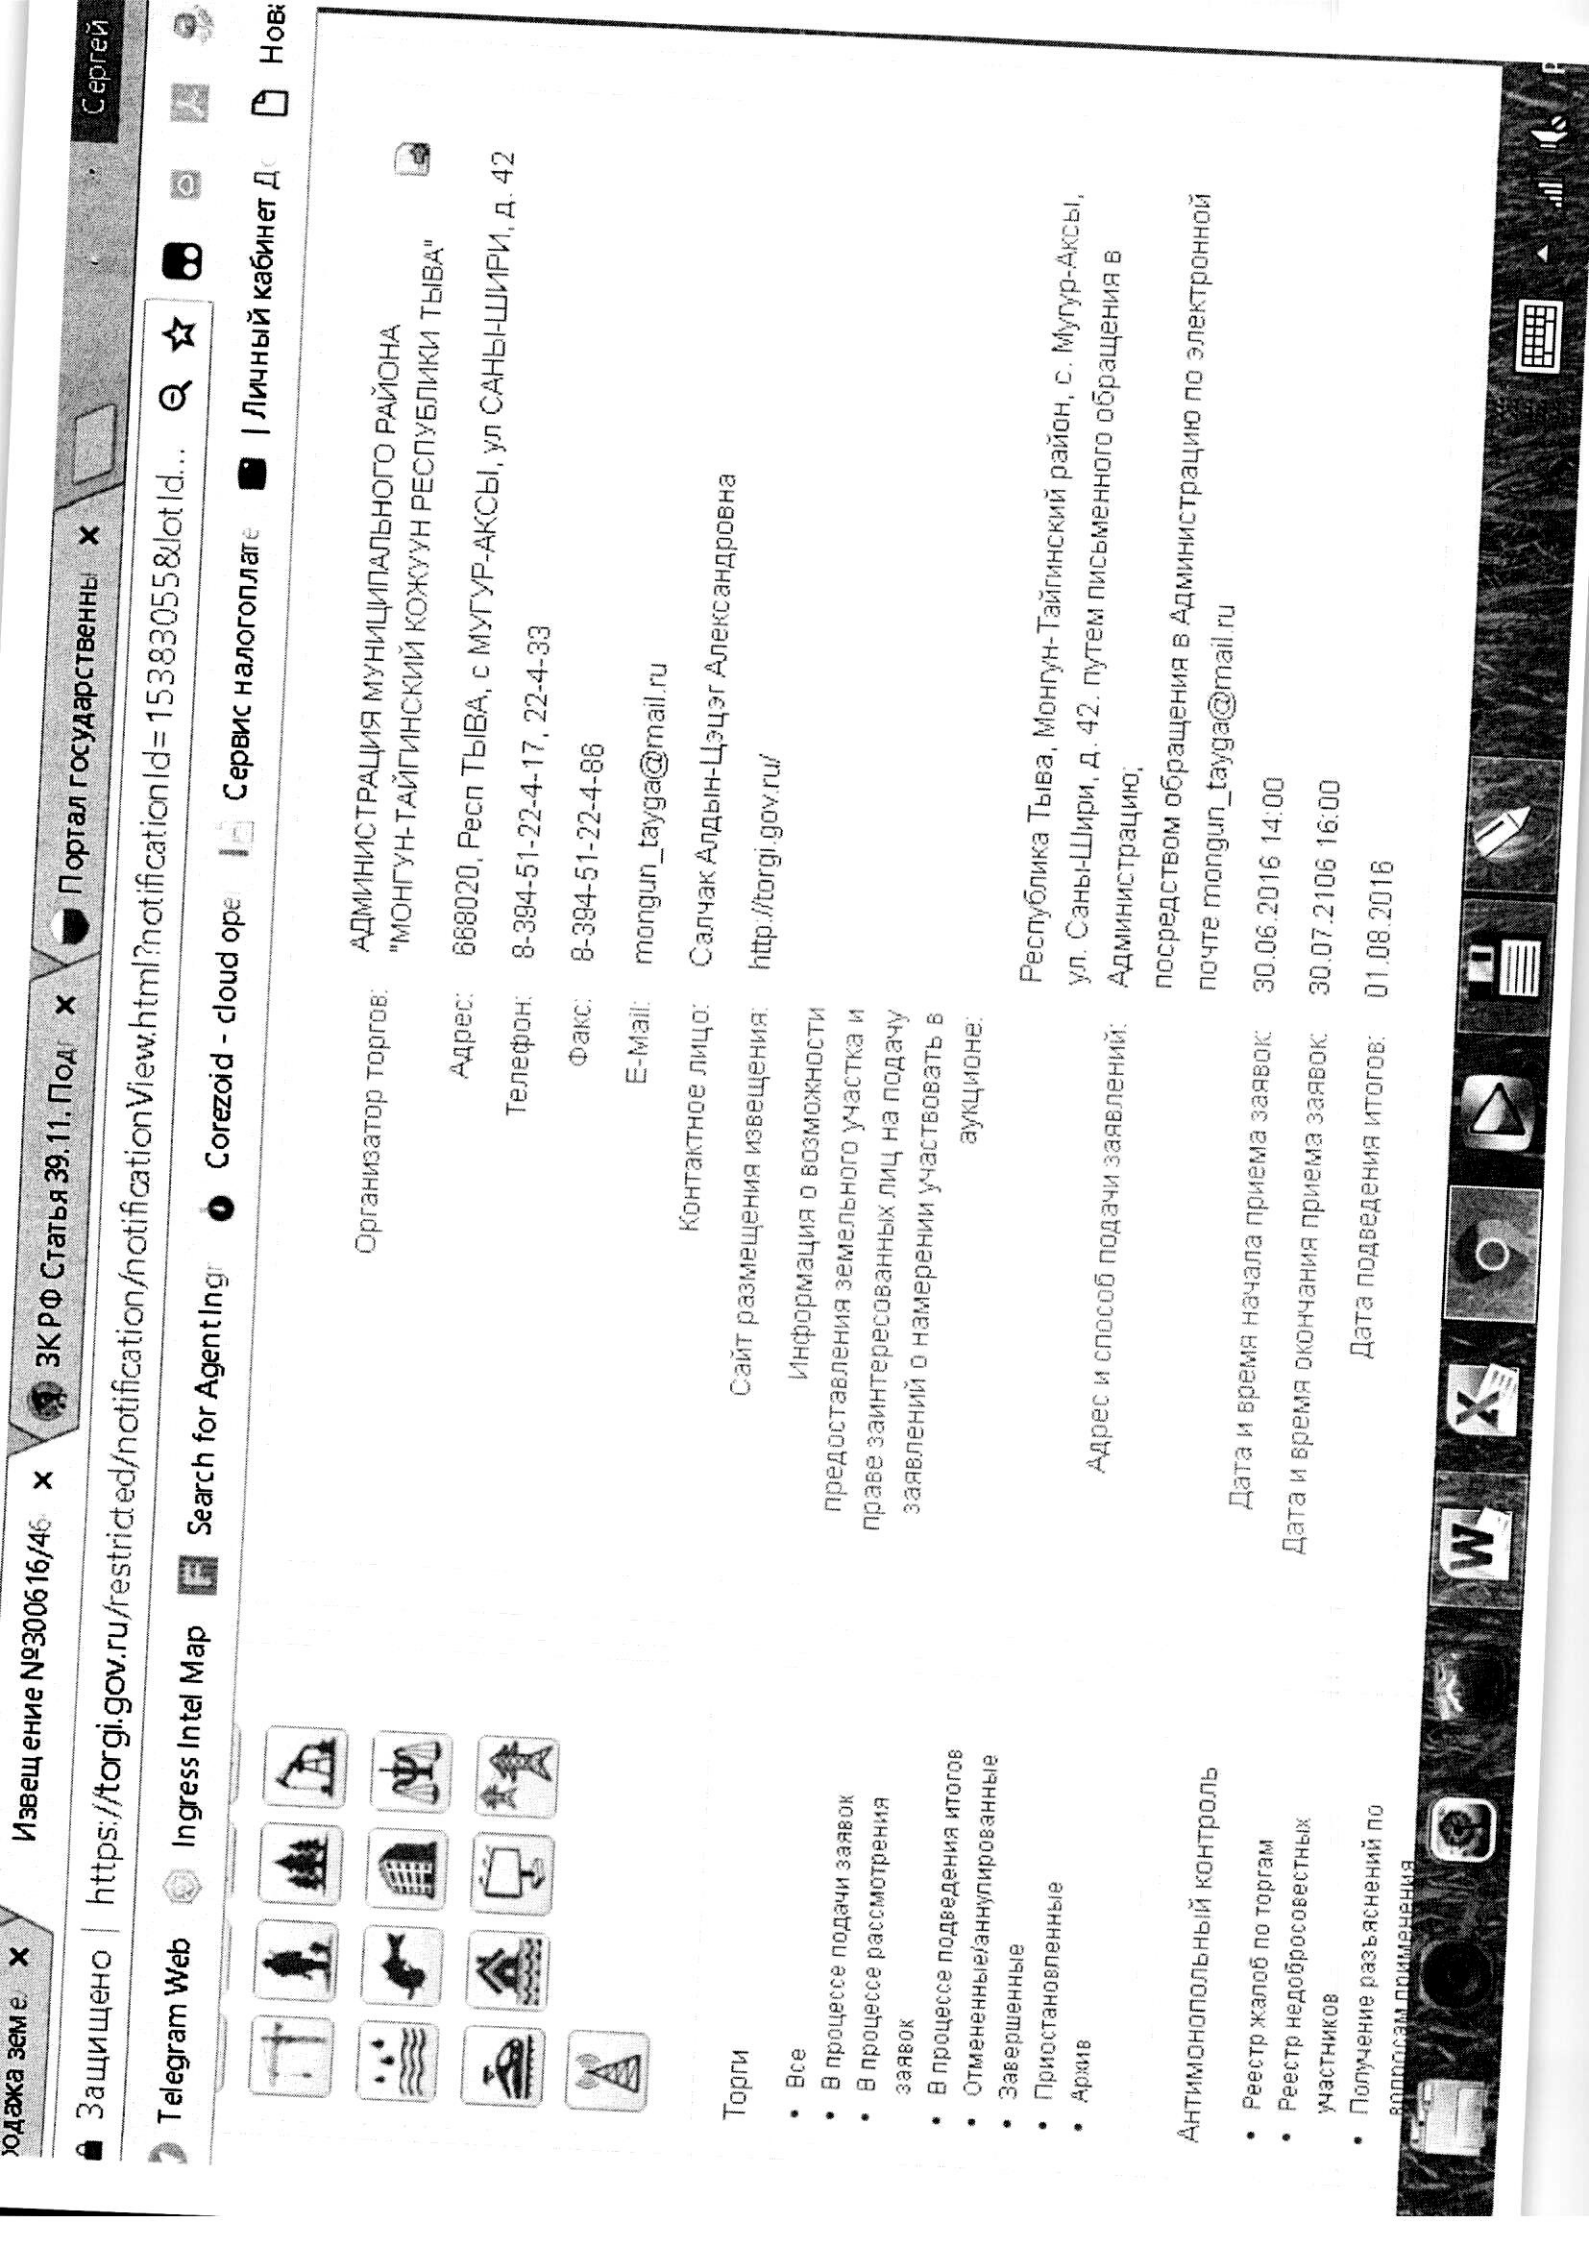 одажа земе
Извещение №300616/46
ЗК РФ Статья 39.11. Под
Портал государственны
Сергей
Защищено | https://torgi.gov.ru/restricted/notification/notificationView.html?notificationId=15383055&lotId...
Telegram Web
Ingress Intel Map
Search for AgentIngr
Corezoid - cloud ope
Сервис налогоплате
| Личный кабинет Д
Нова
Организатор торгов: АДМИНИСТРАЦИЯ МУНИЦИПАЛЬНОГО РАЙОНА
"МОНГУН-ТАЙГИНСКИЙ КОЖУУН РЕСПУБЛИКИ ТЫВА"
Адрес: 668020, Респ ТЫВА, с МУГУР-АКСЫ, ул САНЫ-ШИРИ, д. 42
Телефон: 8-394-51-22-4-17, 22-4-33
Факс: 8-394-51-22-4-86
E-Mail: mongun_tayga@mail.ru
Контактное лицо: Салчак Алдын-Цэцэг Александровна
Сайт размещения извещения: http://torgi.gov.ru/
Информация о возможности
предоставления земельного участка и
праве заинтересованных лиц на подачу
заявлений о намерении участвовать в
аукционе:
Республика Тыва, Монгун-Тайгинский район, с. Мугур-Аксы,
ул. Саны-Шири, д. 42. путем письменного обращения в
Адрес и способ подачи заявлений: Администрацию;
посредством обращения в Администрацию по электронной
почте mongun_tayga@mail.ru
Дата и время начала приема заявок: 30.06.2016 14:00
Дата и время окончания приема заявок: 30.07.2106 16:00
Дата подведения итогов: 01.08.2016
Торги
• Все
• В процессе подачи заявок
• В процессе рассмотрения
заявок
• В процессе подведения итогов
• Отмененные/аннулированные
• Завершенные
• Приостановленные
• Архив
Антимонопольный контроль
• Реестр жалоб по торгам
• Реестр недобросовестных
участников
• Получение разъяснений по
вопросам применения